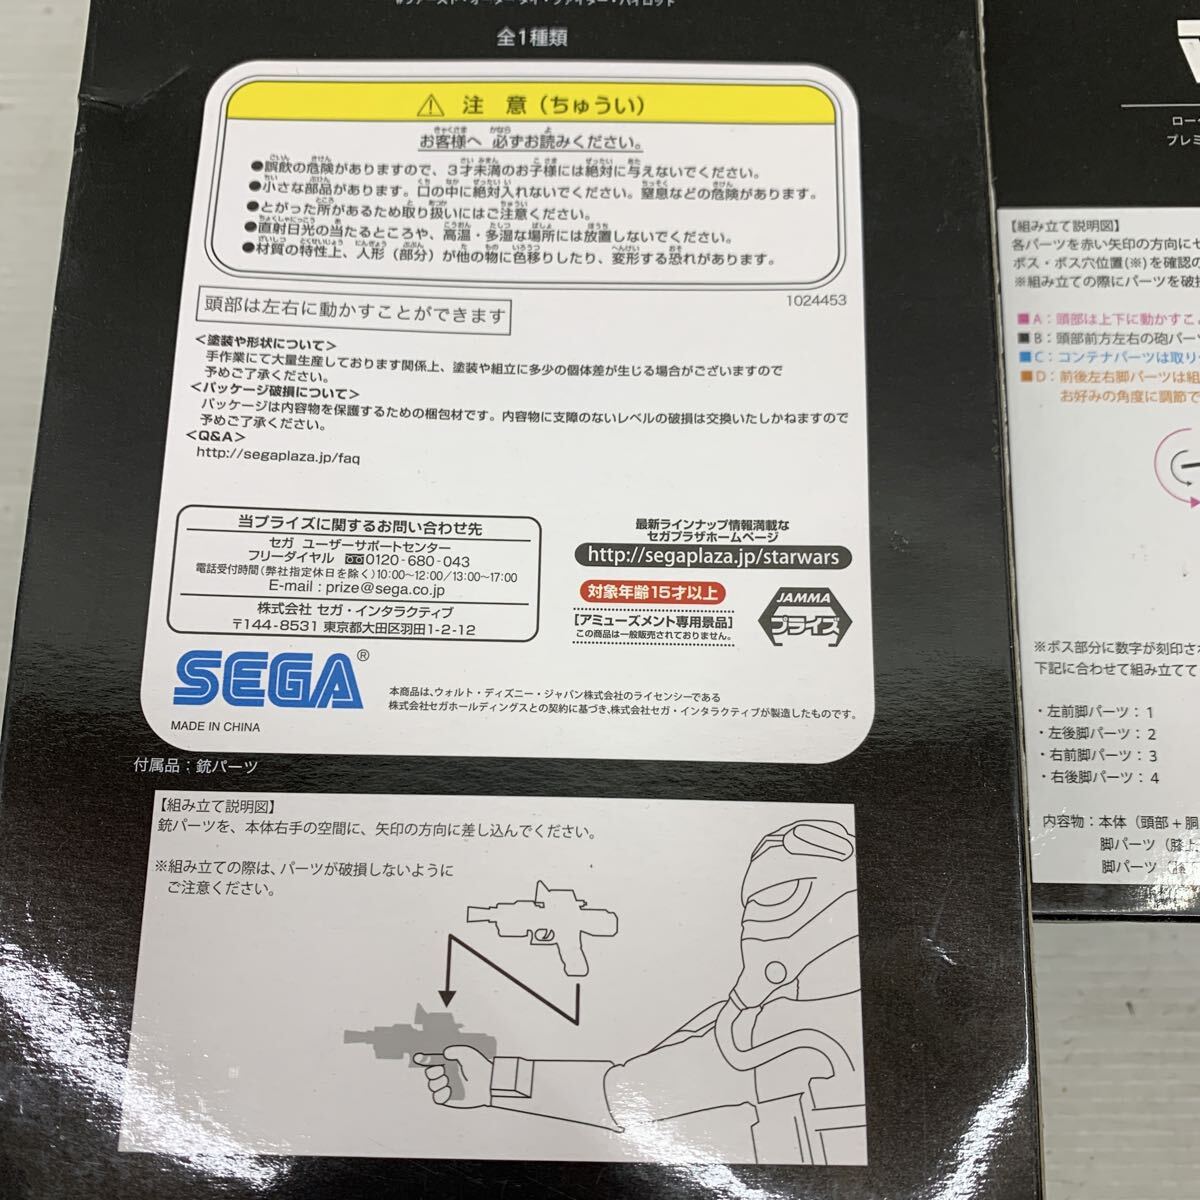 #ファースト・オーダー タイ・ファイター・パイロット
全1種類
⚠ 注 意（ちゅうい）
お客様へ 必ずお読みください。
●誤飲の危険がありますので、3才未満のお子様には絶対に与えないでください。
●小さな部品があります。口の中に絶対入れないでください。窒息などの危険があります。
●とがった所があるため取り扱いにはご注意ください。
●直射日光の当たるところや、高温・多湿な場所には放置しないでください。
●材質の特性上、人形（部分）が他の物に色移りしたり、変形する恐れがあります。
1024453
頭部は左右に動かすことができます
<塗装や形状について>
手作業にて大量生産しております関係上、塗装や組立に多少の個体差が生じる場合がございますので
予めご了承ください。
<パッケージ破損について>
パッケージは内容物を保護するための梱包材です。内容物に支障のないレベルの破損は交換いたしかねますので
予めご了承ください。
<Q&A>
http://segaplaza.jp/faq
当プライズに関するお問い合わせ先
セガ ユーザーサポートセンター
フリーダイヤル 0120-680-043
電話受付時間（弊社指定休日を除く）10:00〜12:00/13:00〜17:00
E-mail : prize@sega.co.jp
株式会社 セガ・インタラクティブ
〒144-8531 東京都大田区羽田1-2-12
最新ラインナップ情報満載な
セガプラザホームページ
http://segaplaza.jp/starwars
対象年齢15才以上
[アミューズメント専用景品]
この商品は一般販売されておりません。
JAMMA
プライズ
SEGA®
本商品は、ウォルト・ディズニー・ジャパン株式会社のライセンシーである
株式会社セガホールディングスとの契約に基づき、株式会社セガ・インタラクティブが製造したものです。
MADE IN CHINA
付属品：銃パーツ
【組み立て説明図】
銃パーツを、本体右手の空間に、矢印の方向に差し込んでください。
※組み立ての際は、パーツが破損しないように
ご注意ください。
ロー
プレミ
【組み立て説明図】
各パーツを赤い矢印の方向にセ
ボス・ボス穴位置(※)を確認の
※組み立ての際にパーツを破損
■A：頭部は上下に動かすこ
■B：頭部前方左右の砲パー
■C：コンテナパーツは取り
■D：前後左右脚パーツは組
お好みの角度に調節で
※ボス部分に数字が刻印され
下記に合わせて組み立てて
・左前脚パーツ：1
・左後脚パーツ：2
・右前脚パーツ：3
・右後脚パーツ：4
内容物：本体（頭部＋胴
脚パーツ（膝上
脚パーツ